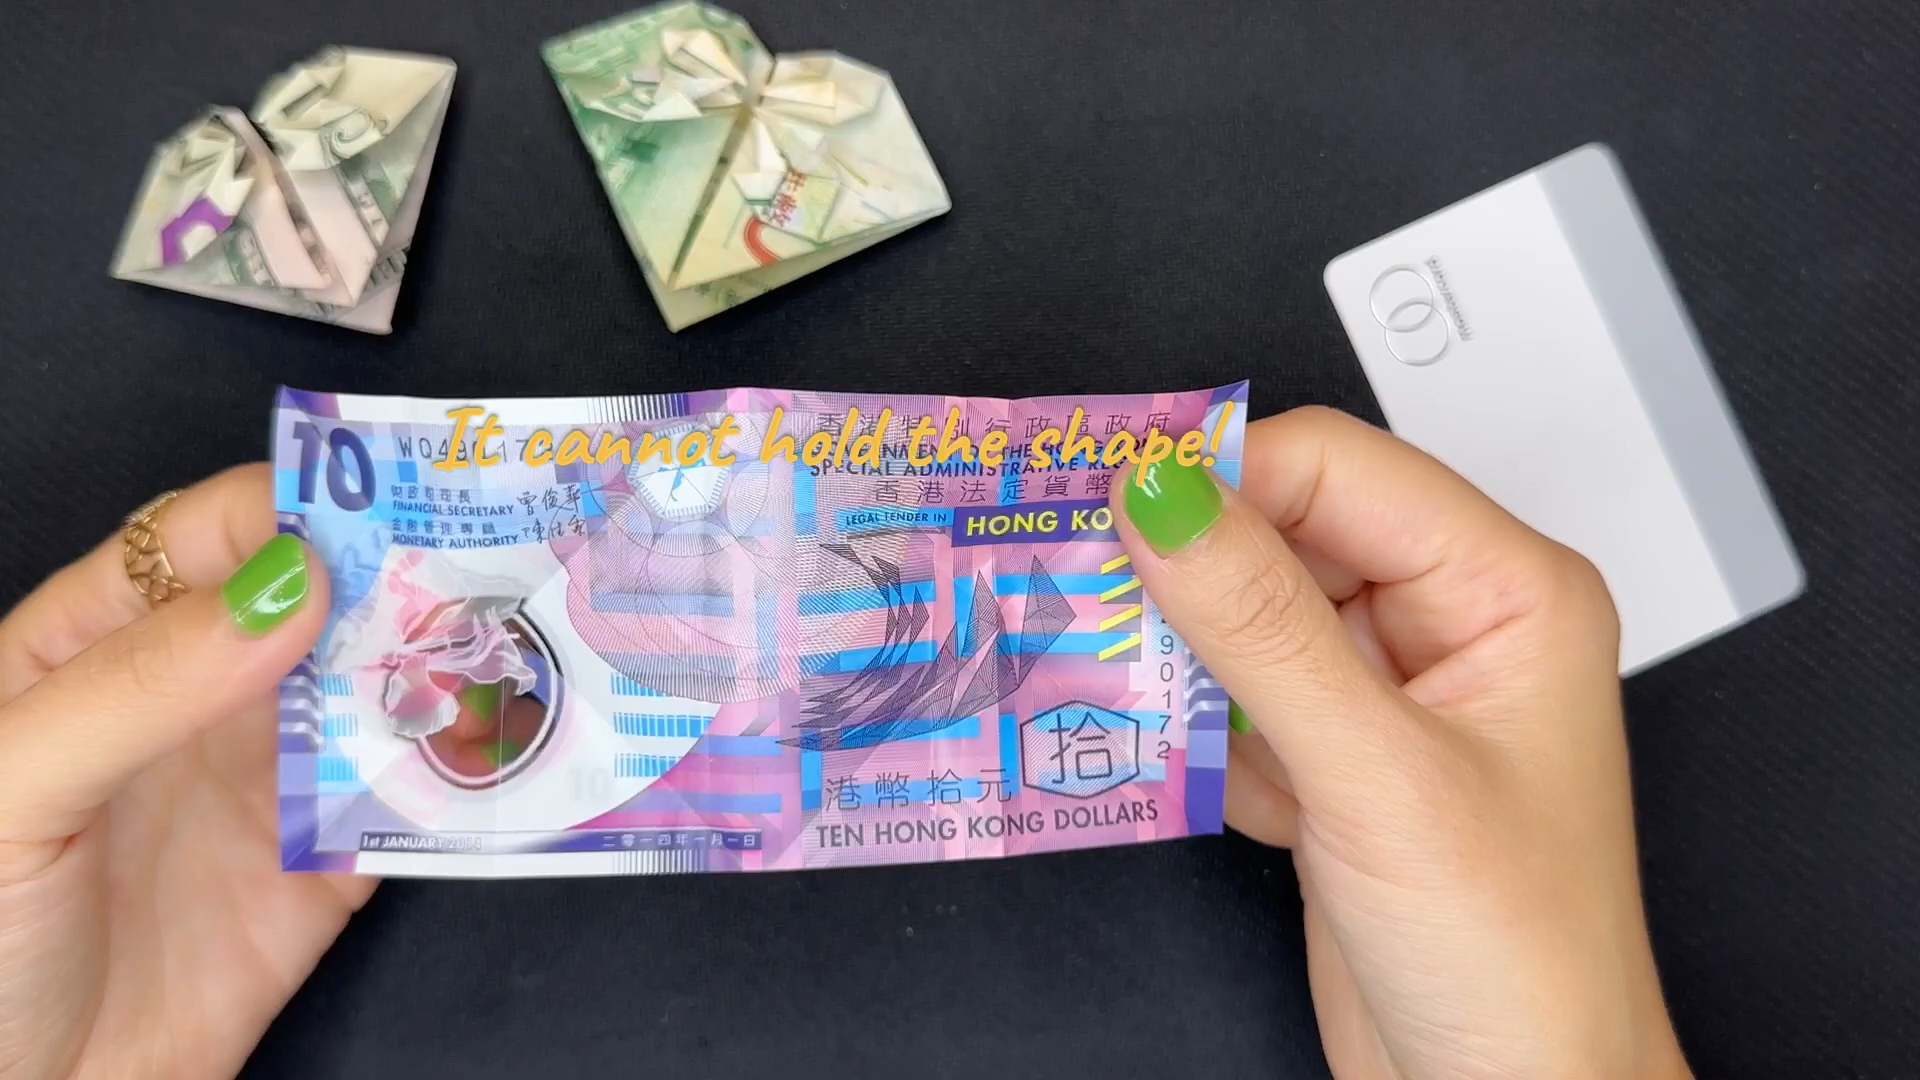 It cannot hold the shape!
10
香港特別行政區政府
SPECIAL ADMINISTRATIVE
香港法定貨幣
財政司司長
FINANCIAL SECRETARY
金融管理專員
MONETARY AUTHORITY
LEGAL TENDER IN
HONG KO
拾
港幣拾元
10
TEN HONG KONG DOLLARS
1st JANUARY 2014
二零一四年一月一日